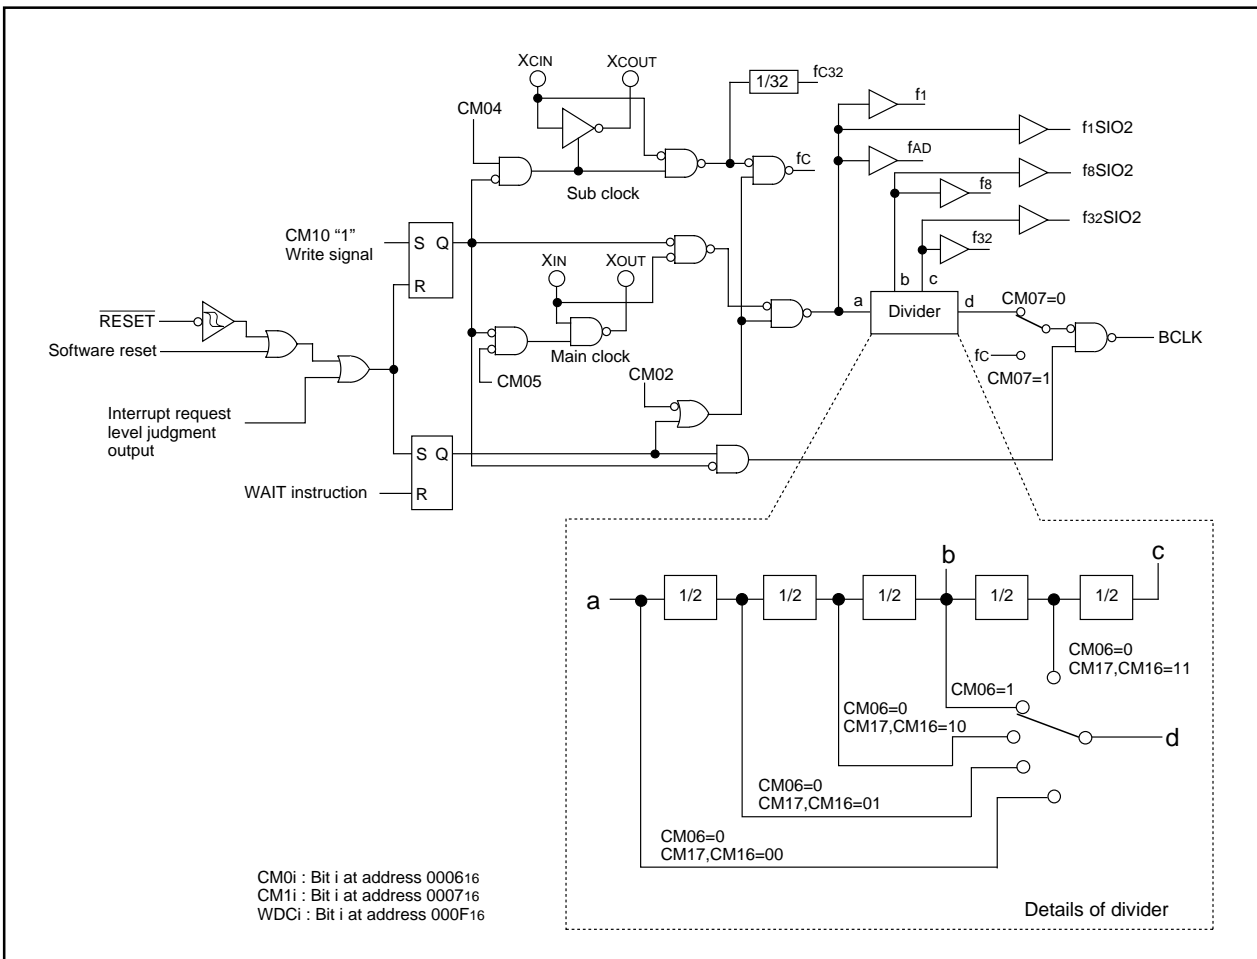 XCIN
XCOUT
1/32
fC32
CM04
f1
f1SIO2
fAD
fC
f8SIO2
f8
Sub clock
f32SIO2
f32
CM10 “1”
Write signal
S Q
R
XIN
XOUT
b
c
a
Divider
d
CM07=0
BCLK
fC
CM07=1
RESET
Software reset
Main clock
CM05
CM02
Interrupt request
level judgment
output
S Q
R
WAIT instruction
b
c
a
1/2
1/2
1/2
1/2
1/2
CM06=0
CM17,CM16=11
CM06=1
CM06=0
CM17,CM16=10
d
CM06=0
CM17,CM16=01
CM06=0
CM17,CM16=00
CM0i : Bit i at address 000616
CM1i : Bit i at address 000716
WDCi : Bit i at address 000F16
Details of divider